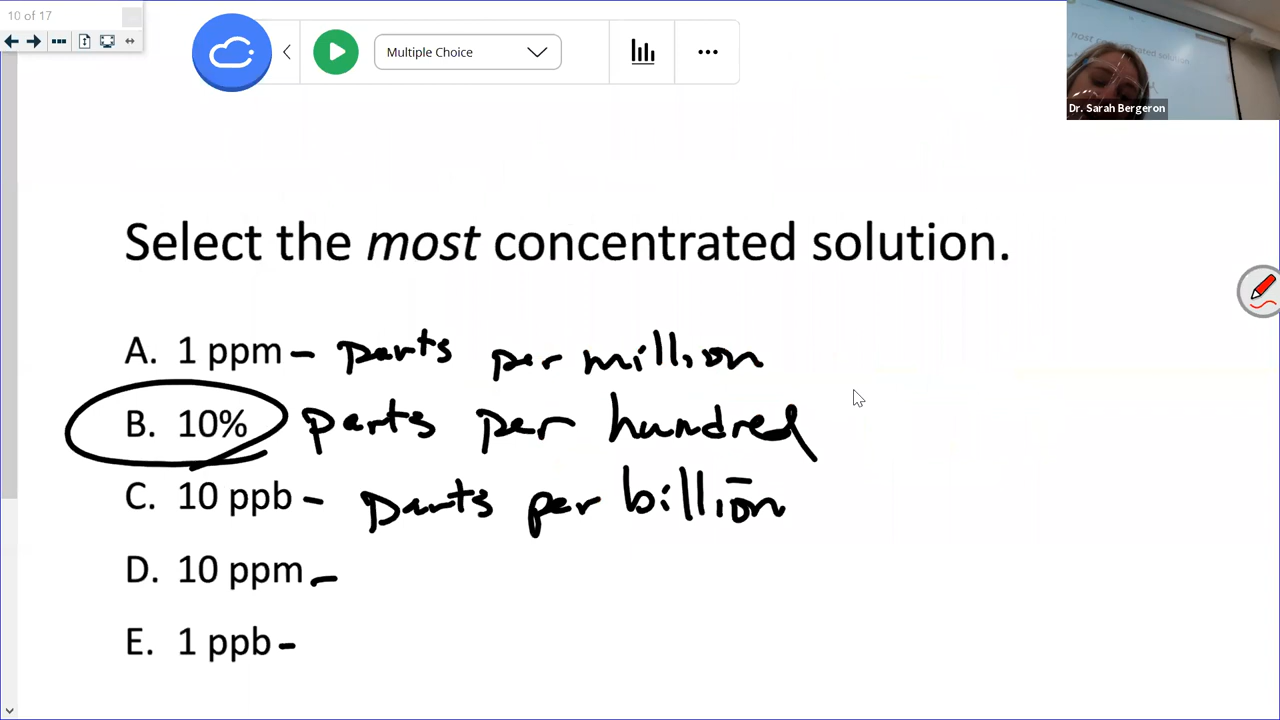 10 of 17
Multiple Choice
Dr. Sarah Bergeron
Select the most concentrated solution.
A. 1 ppm – parts per million
B. 10% parts per hundred
C. 10 ppb – parts per billion
D. 10 ppm –
E. 1 ppb –